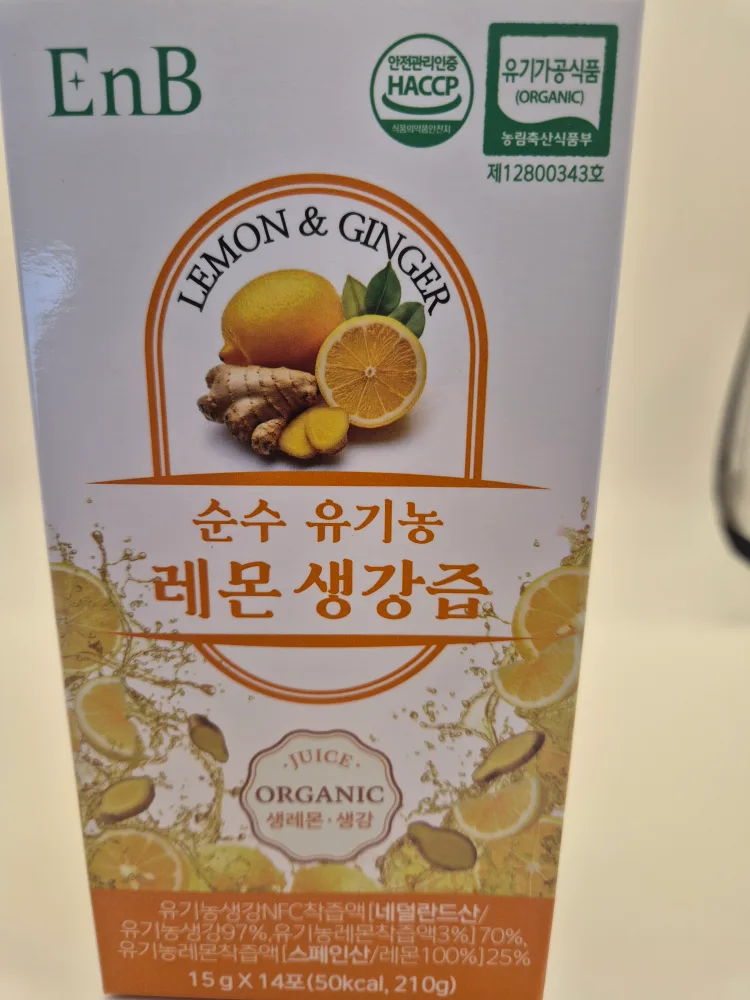 EnB
안전관리인증
HACCP
식품의약품안전처
유기가공식품
(ORGANIC)
농림축산식품부
제12800343호
LEMON & GINGER
순수 유기농
레몬 생강즙
·JUICE·
ORGANIC
생레몬·생강
유기농생강NFC착즙액[네덜란드산/
유기농생강97%,유기농레몬착즙액3%]70%,
유기농레몬착즙액[스페인산/레몬100%]25%
15 g X 14포(50kcal, 210g)